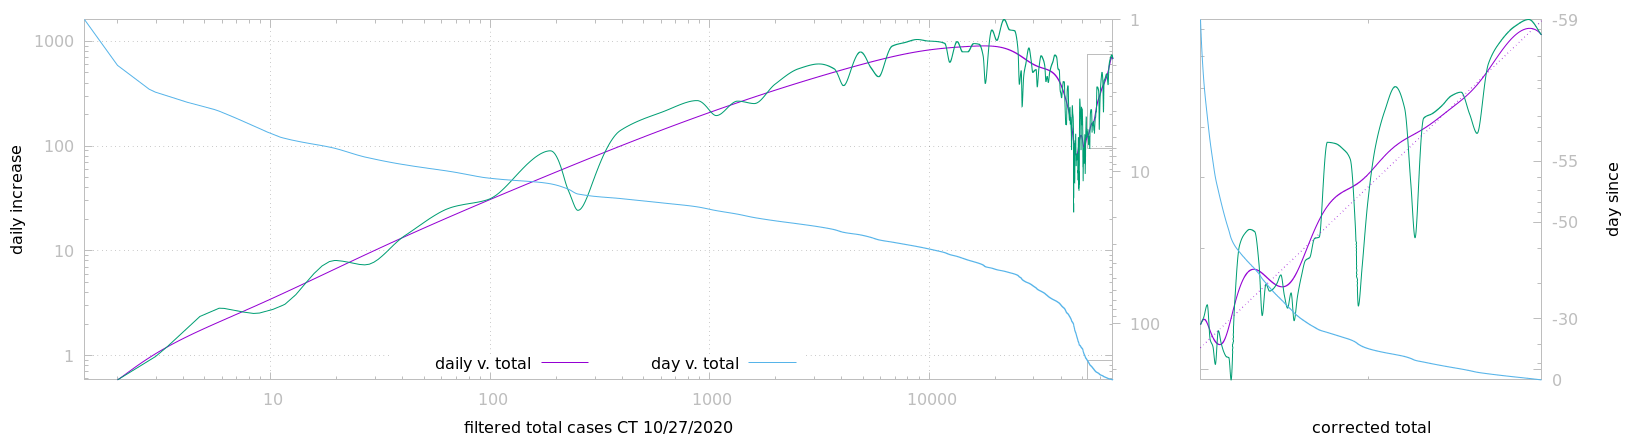 daily increase
1000
100
10
1
10
100
1000
10000
filtered total cases CT 10/27/2020
daily v. total
day v. total
1
10
100
-59
-55
-50
-30
0
day since
corrected total